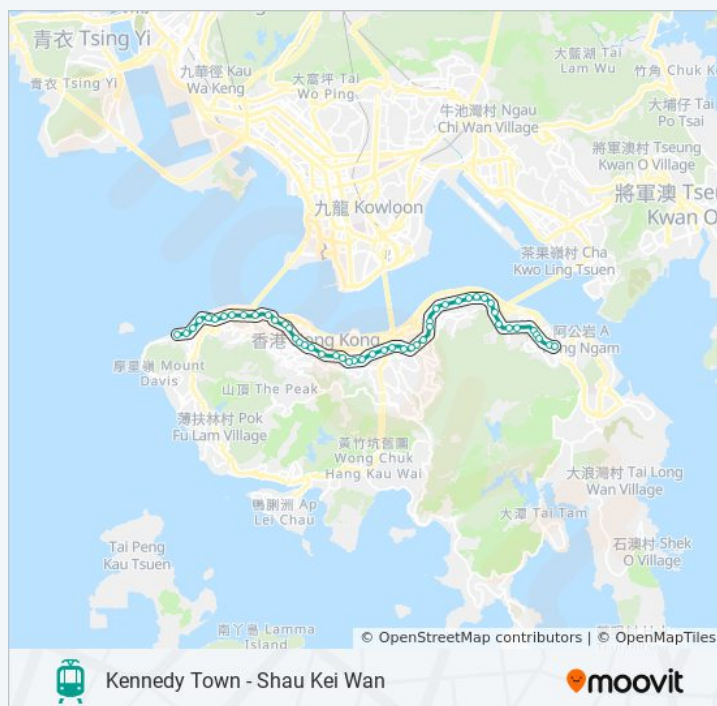 青衣 Tsing Yi
青衣 Tsing Yi
九華徑 Kau
Wa Keng
大富坪 Tai
Wo Ping
大藍湖 Tai
Lam Wu
竹角 Chuk K
牛池灣村 Ngau
Chi Wan Village
大埔仔 Tai
Po Tsai
將軍澳村 Tseung
Kwan O Village
將軍澳 Tse
Kwan O
九龍 Kowloon
茶果嶺村 Cha
Kwo Ling Tsuen
香港 Hong Kong
阿公岩 A
ng Ngam
摩星嶺 Mount
Davis
山頂 The Peak
薄扶林村 Pok
Fu Lam Village
黃竹坑舊圍
Wong Chuk
Hang Kau Wai
鴨脷洲 Ap
Lei Chau
大浪灣村 Tai Long
Wan Village
大潭 Tai Tam
石澳村 Shek
O Village
Tai Peng
Kau Tsuen
南丫島 Lamma
Island
© OpenStreetMap contributors | © OpenMapTiles
Kennedy Town - Shau Kei Wan
moovit